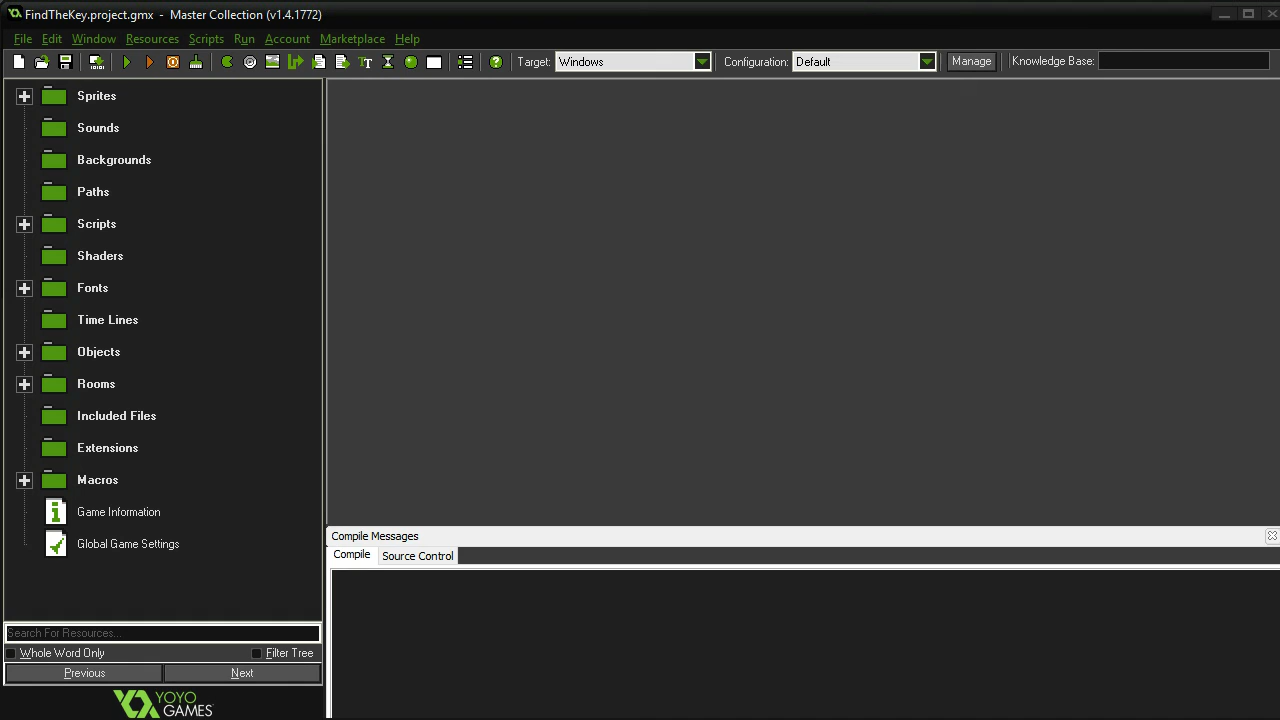 FindTheKey.project.gmx - Master Collection (v1.4.1772)
File Edit Window Resources Scripts Run Account Marketplace Help
Target: Windows Configuration: Default Manage Knowledge Base:
Sprites
Sounds
Backgrounds
Paths
Scripts
Shaders
Fonts
Time Lines
Objects
Rooms
Included Files
Extensions
Macros
Game Information
Global Game Settings
Compile Messages
Compile Source Control
Search For Resources...
Whole Word Only Filter Tree
Previous Next
YOYO
GAMES